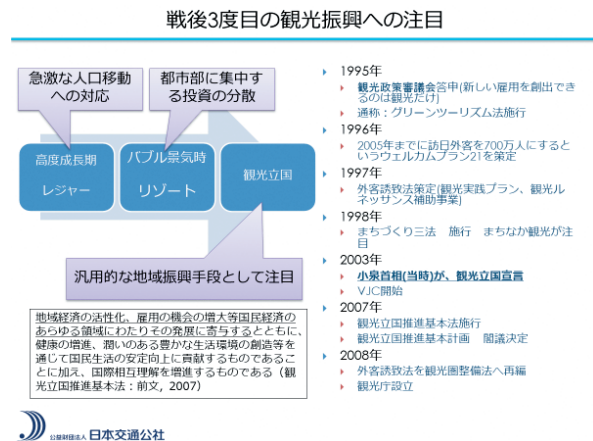 戦後3度目の観光振興への注目
急激な人口移動
への対応
都市部に集中す
る投資の分散
高度成長期
レジャー
バブル景気時
リゾート
観光立国
汎用的な地域振興手段として注目
地域経済の活性化、雇用の機会の増大等国民経済の
あらゆる領域にわたりその発展に寄与するとともに、
健康の増進、潤いのある豊かな生活環境の創造等を
通じて国民生活の安定向上に貢献するものであるこ
とに加え、国際相互理解を増進するものである（観
光立国推進基本法：前文，2007）
1995年
観光政策審議会答申(新しい雇用を創出でき
るのは観光だけ)
通称：グリーンツーリズム法施行
1996年
2005年までに訪日外客を700万人にすると
いうウェルカムプラン21を策定
1997年
外客誘致法策定(観光実践プラン、観光ル
ネッサンス補助事業)
1998年
まちづくり三法　施行　まちなか観光が注
目
2003年
小泉首相(当時)が、観光立国宣言
VJC開始
2007年
観光立国推進基本法施行
観光立国推進基本計画　閣議決定
2008年
外客誘致法を観光圏整備法へ再編
観光庁設立
公益財団法人 日本交通公社